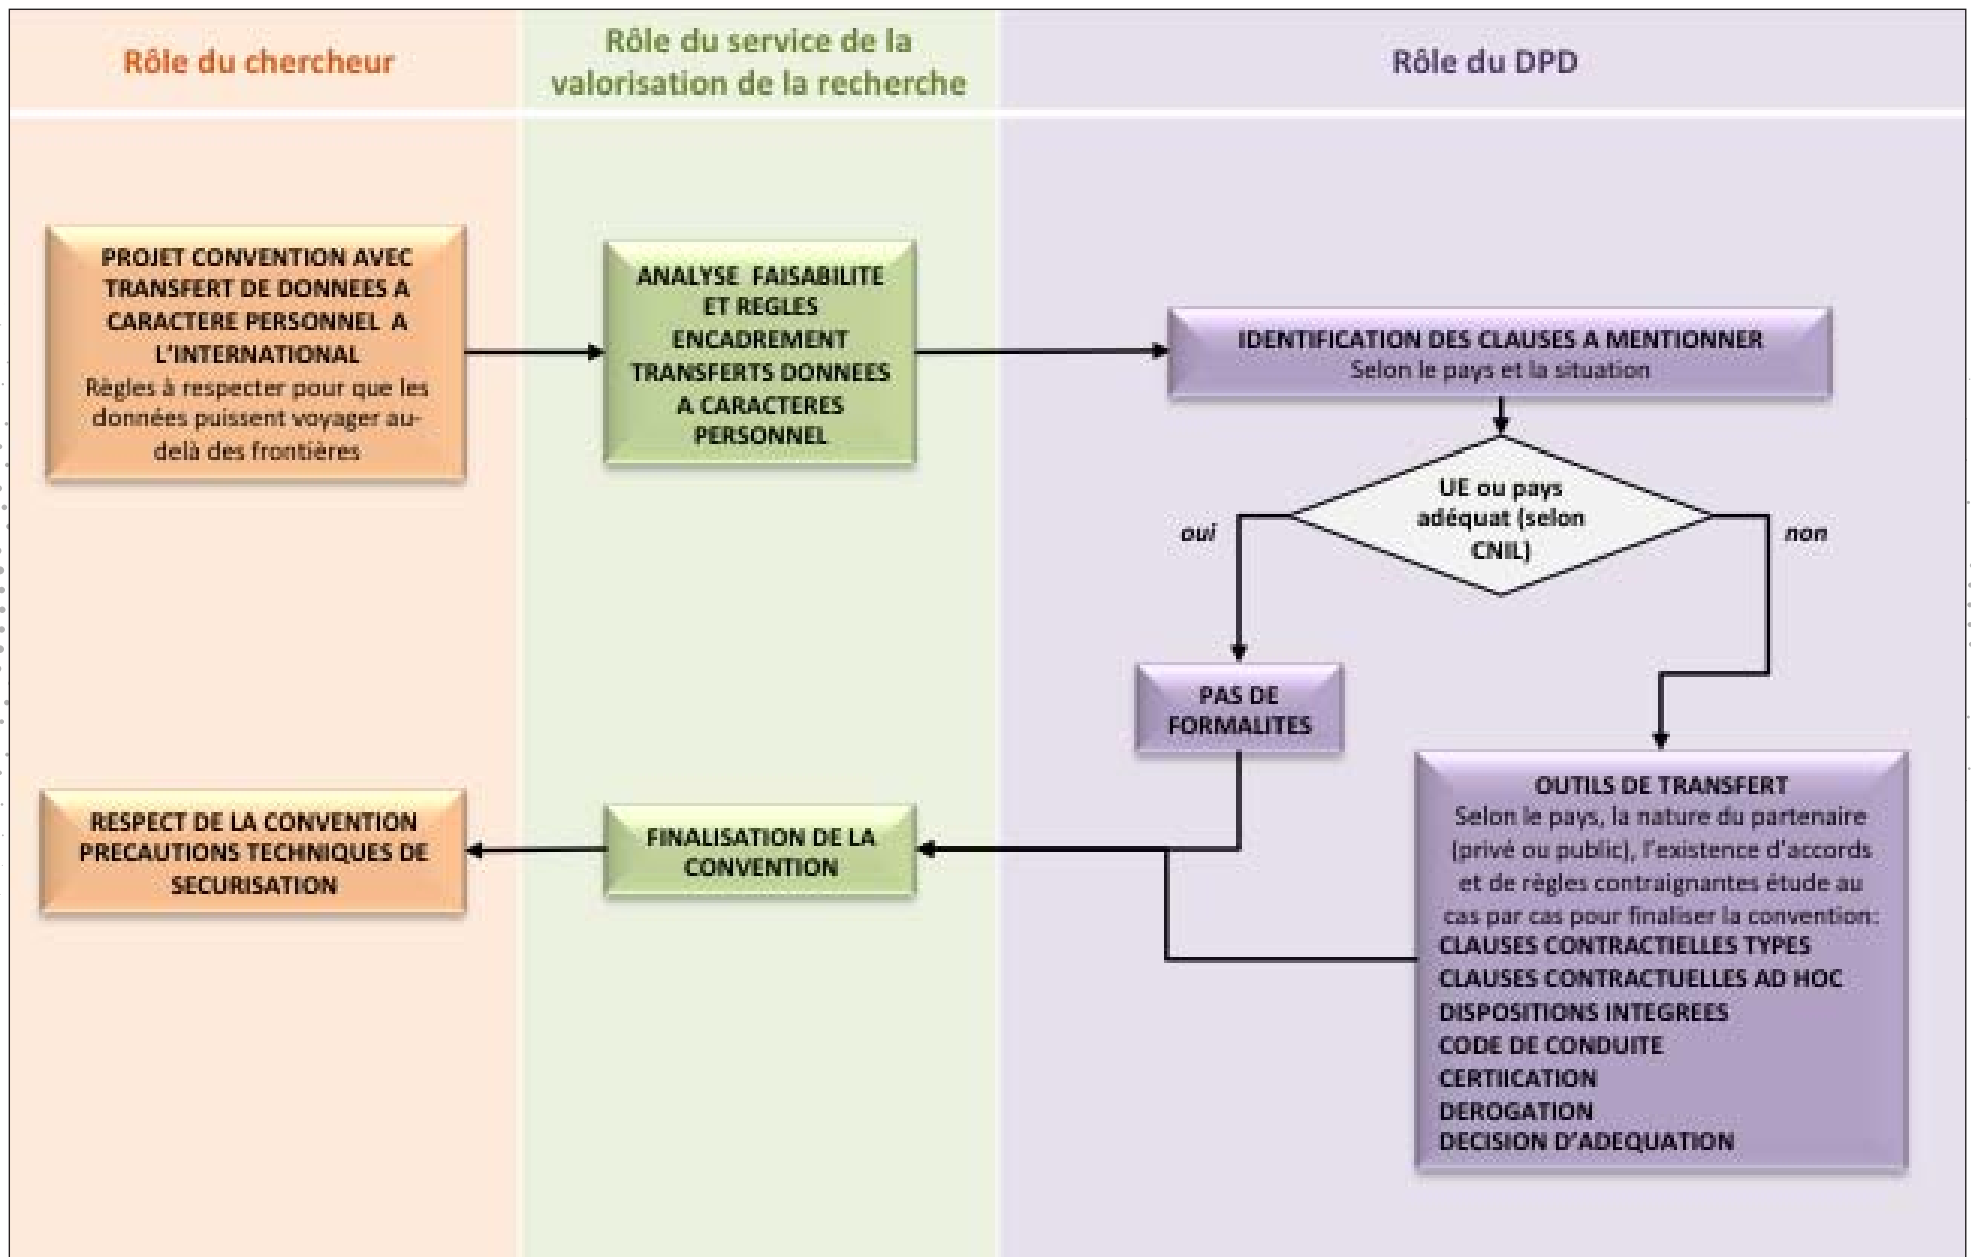 Rôle du chercheur
Rôle du service de la
valorisation de la recherche
Rôle du DPD
PROJET CONVENTION AVEC
TRANSFERT DE DONNEES A
CARACTERE PERSONNEL A
L'INTERNATIONAL
Règles à respecter pour que les
données puissent voyager au-
delà des frontières
ANALYSE FAISABILITE
ET REGLES
ENCADREMENT
TRANSFERTS DONNEES
A CARACTERES
PERSONNEL
IDENTIFICATION DES CLAUSES A MENTIONNER
Selon le pays et la situation
UE ou pays
adéquat (selon
CNIL)
oui
non
PAS DE
FORMALITES
OUTILS DE TRANSFERT
Selon le pays, la nature du partenaire
(privé ou public), l'existence d'accords
et de règles contraignantes étude au
cas par cas pour finaliser la convention:
CLAUSES CONTRACTIELLES TYPES
CLAUSES CONTRACTUELLES AD HOC
DISPOSITIONS INTEGREES
CODE DE CONDUITE
CERTIICATION
DEROGATION
DECISION D'ADEQUATION
FINALISATION DE LA
CONVENTION
RESPECT DE LA CONVENTION
PRECAUTIONS TECHNIQUES DE
SECURISATION